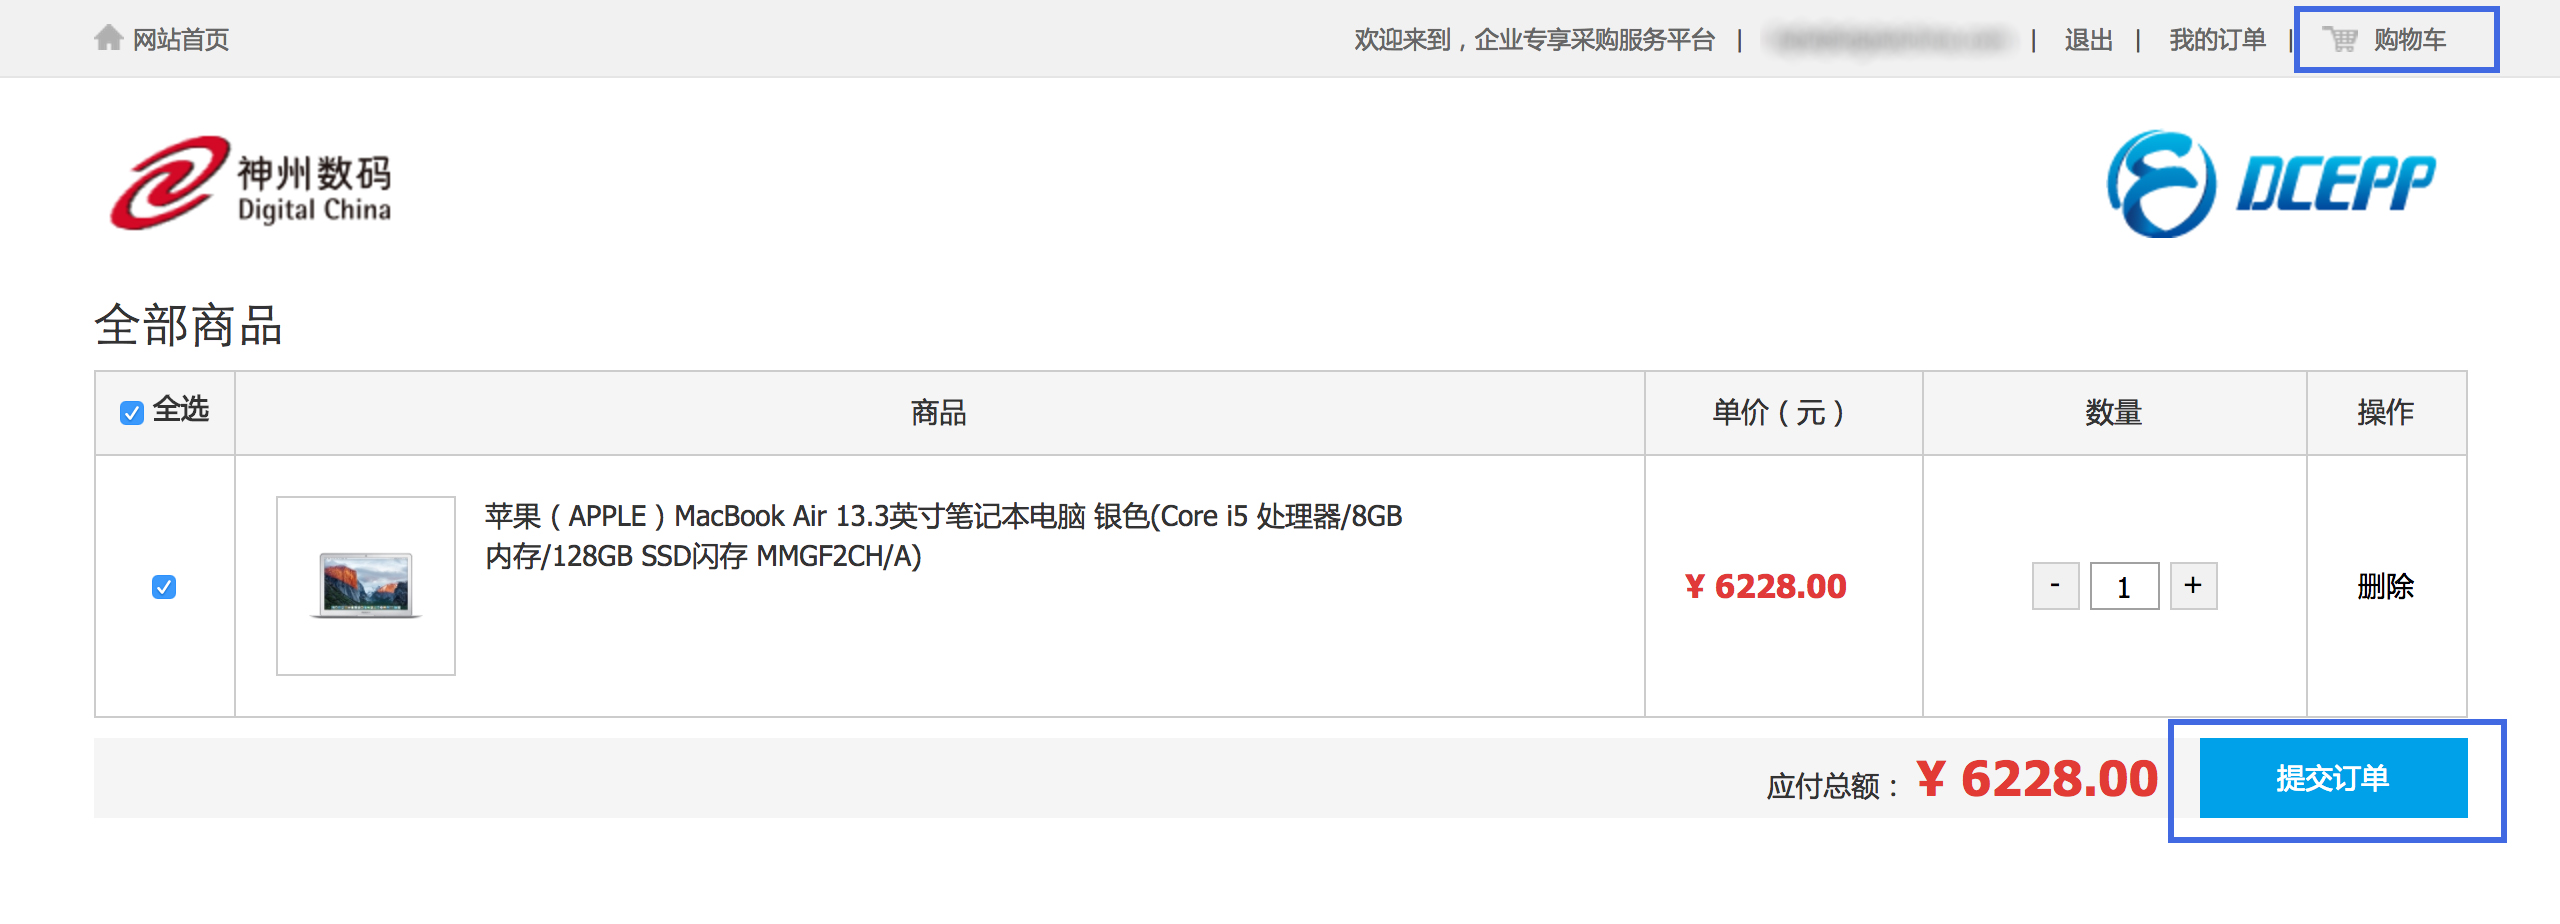 网站首页
欢迎来到，企业专享采购服务平台 | | 退出 | 我的订单 | 购物车
神州数码
Digital China
DCEPP
全部商品
全选 商品 单价（元） 数量 操作
苹果（APPLE）MacBook Air 13.3英寸笔记本电脑 银色(Core i5 处理器/8GB
内存/128GB SSD闪存 MMGF2CH/A)
¥ 6228.00
- 1 +
删除
应付总额： ¥ 6228.00
提交订单